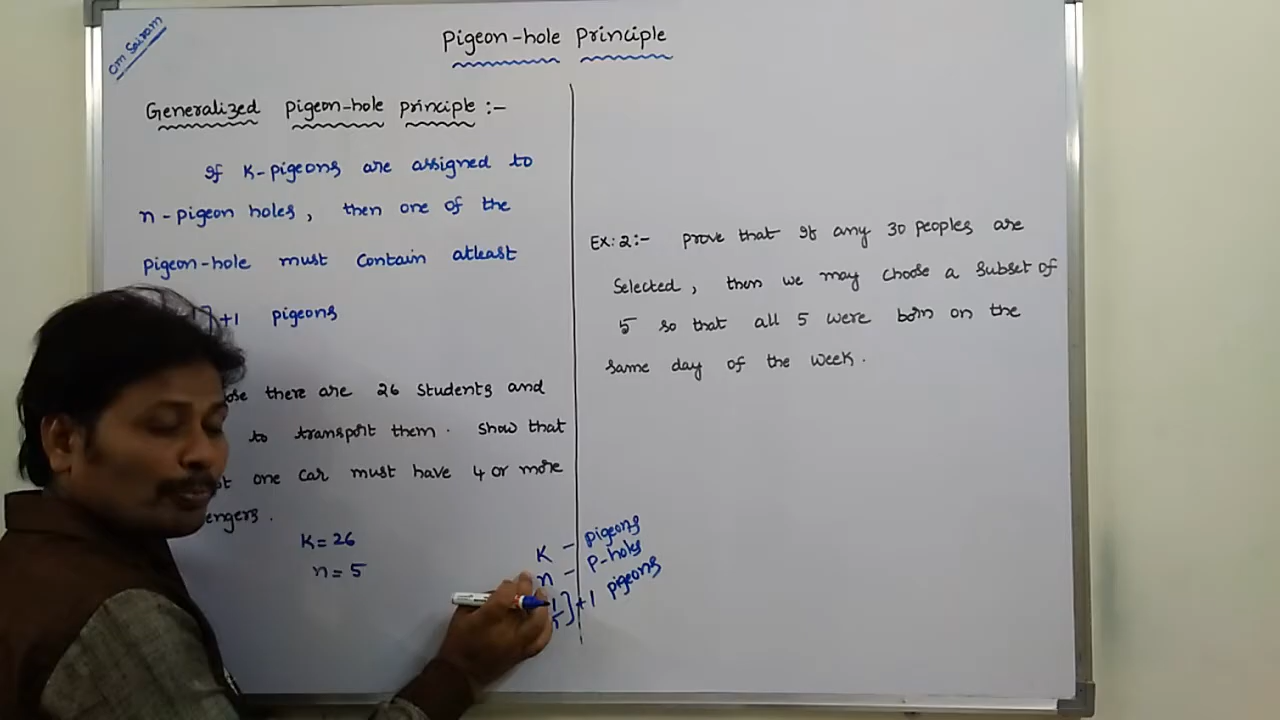 Om Sairam
Pigeon-hole Principle
Generalized pigeon-hole principle :-
If K-pigeons are assigned to
n-pigeon holes, then one of the
pigeon-hole must contain atleast
]+1 pigeons
there are 26 students and
to transport them. Show that
one car must have 4 or more
K=26
n=5
K - pigeons
n - P-holes
]+1 pigeons
Ex:2:- prove that if any 30 peoples are
selected, then we may choose a subset of
5 so that all 5 were born on the
same day of the week.